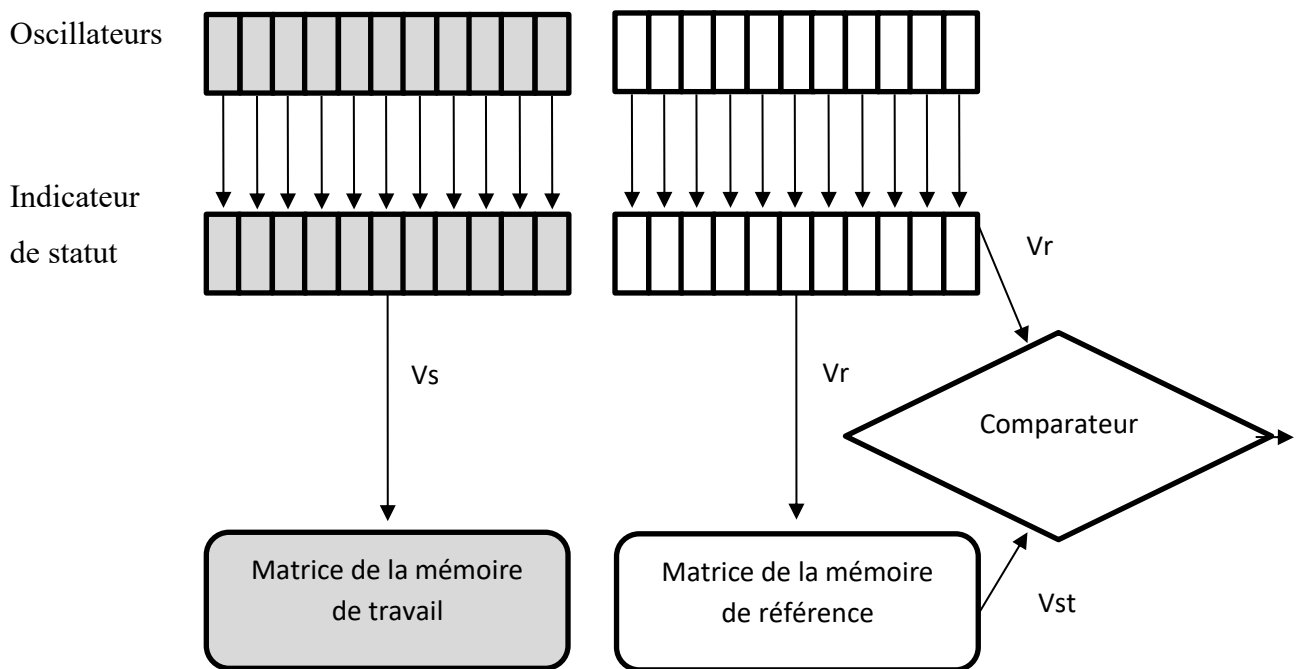 Oscillateurs
Indicateur
de statut
Vr
Vs
Vr
Comparateur
Matrice de la mémoire
de travail
Matrice de la mémoire
de référence
Vst